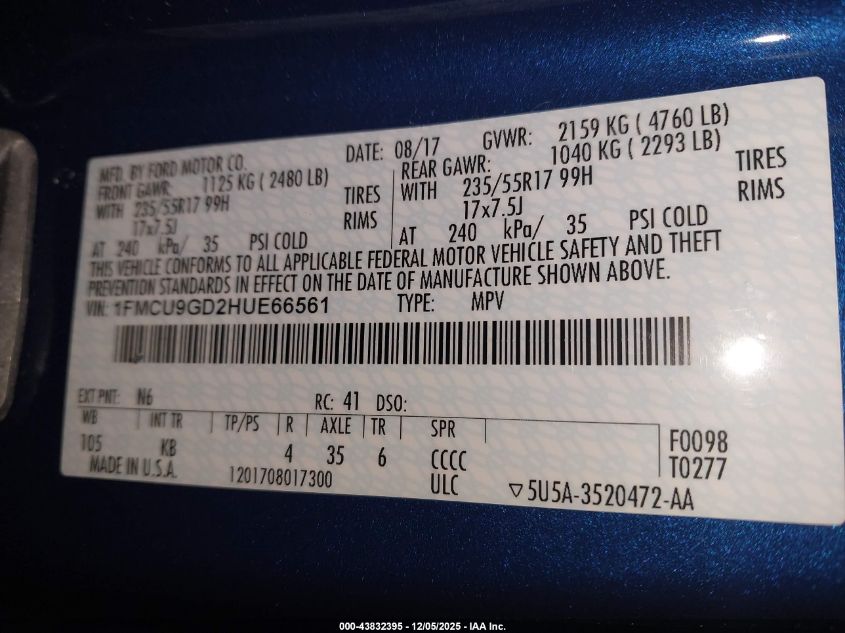 MFD. BY FORD MOTOR CO.
DATE: 08/17 GVWR: 2159 KG ( 4760 LB)
FRONT GAWR: 1125 KG ( 2480 LB)
REAR GAWR: 1040 KG ( 2293 LB)
WITH 235/55R17 99H TIRES
WITH 235/55R17 99H TIRES
17x7.5J RIMS
17x7.5J RIMS
AT 240 kPa/ 35 PSI COLD
AT 240 kPa/ 35 PSI COLD
THIS VEHICLE CONFORMS TO ALL APPLICABLE FEDERAL MOTOR VEHICLE SAFETY AND THEFT
PREVENTION STANDARDS IN EFFECT ON THE DATE OF MANUFACTURE SHOWN ABOVE.
VIN: 1FMCU9GD2HUE66561 TYPE: MPV
EXT PNT: N6 RC: 41 DSO:
WB INT TR TP/PS R AXLE TR SPR
105 KB 4 35 6 CCCC
F0098
T0277
MADE IN U.S.A. 1201708017300 ULC
▽5U5A-3520472-AA
000-43832395 - 12/05/2025 - IAA Inc.